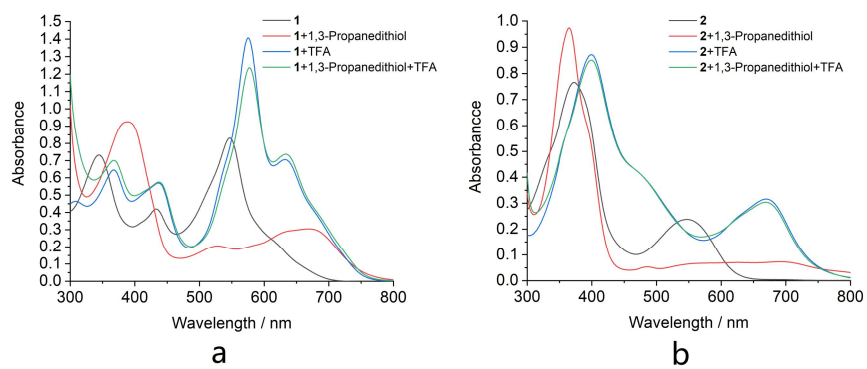 1
1+1,3-Propanedithiol
1+TFA
1+1,3-Propanedithiol+TFA
1.5
1.4
1.3
1.2
1.1
1.0
0.9
0.8
0.7
0.6
0.5
0.4
0.3
0.2
0.1
0.0
Absorbance
300 400 500 600 700 800
Wavelength / nm
a
2
2+1,3-Propanedithiol
2+TFA
2+1,3-Propanedithiol+TFA
1.0
0.9
0.8
0.7
0.6
0.5
0.4
0.3
0.2
0.1
0.0
Absorbancce
300 400 500 600 700 800
Wavelength / nm
b